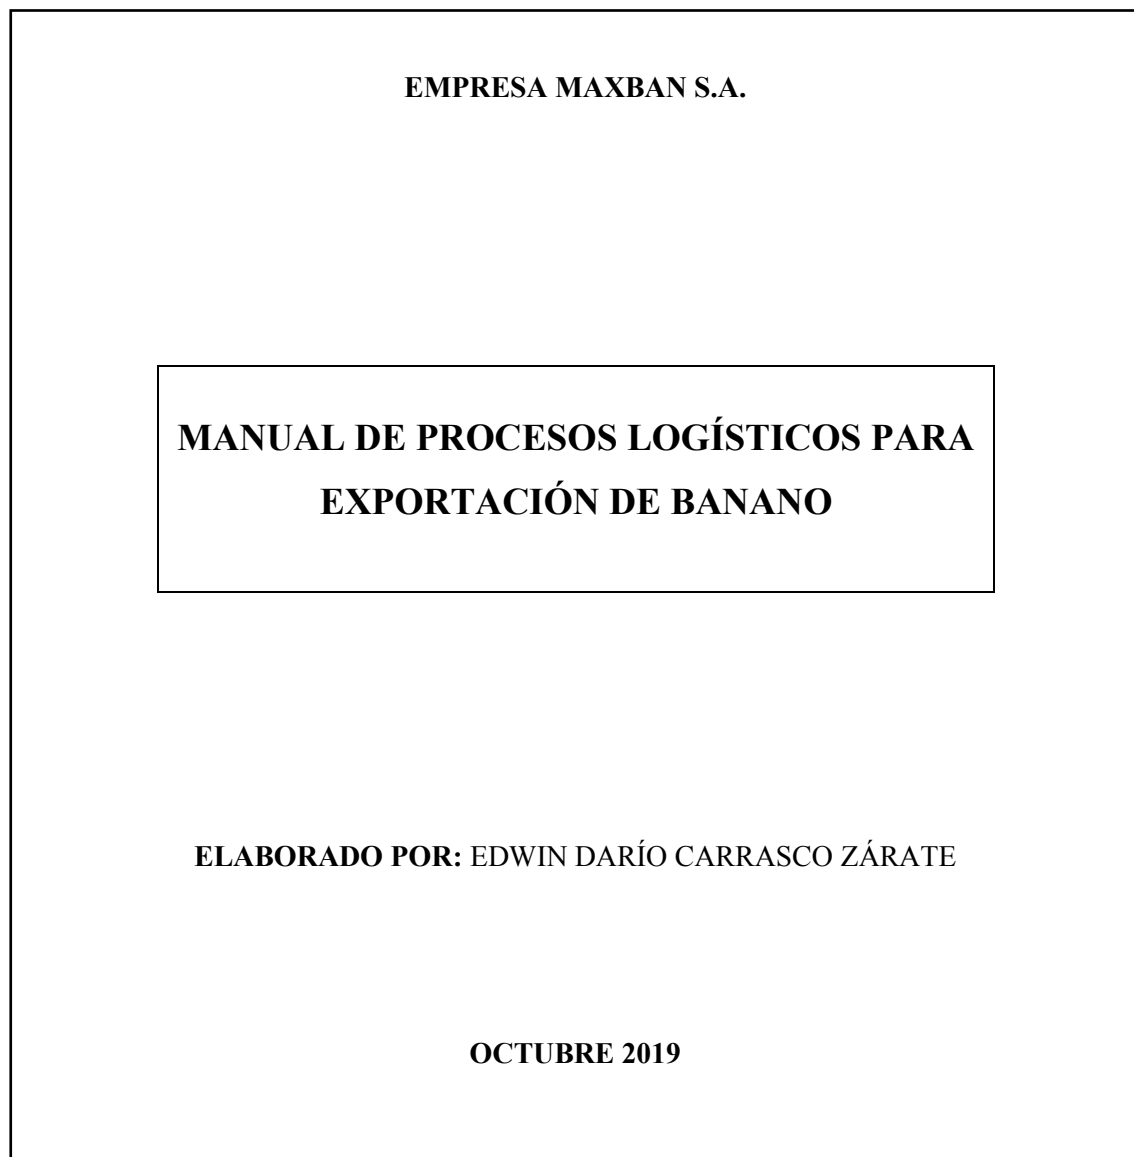 EMPRESA MAXBAN S.A.
MANUAL DE PROCESOS LOGÍSTICOS PARA
EXPORTACIÓN DE BANANO
ELABORADO POR: EDWIN DARÍO CARRASCO ZÁRATE
OCTUBRE 2019